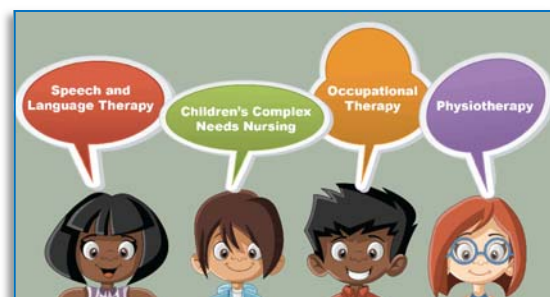 Speech and
Language Therapy
Children's Complex
Needs Nursing
Occupational
Therapy
Physiotherapy